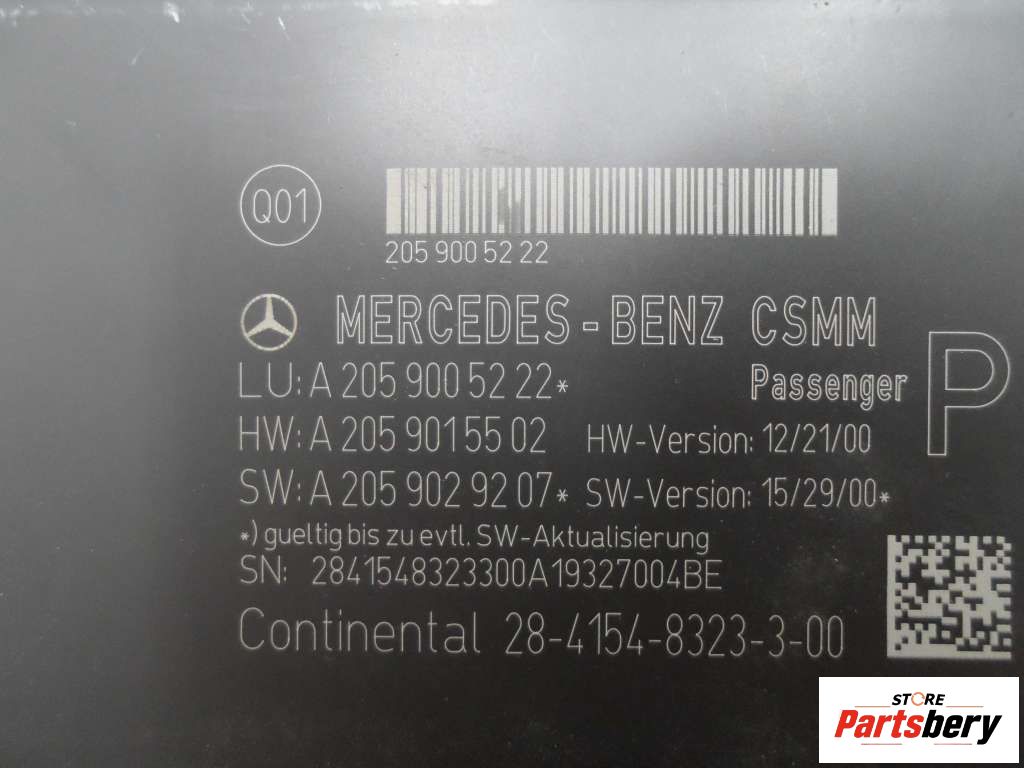 Q01
205 900 52 22
MERCEDES-BENZ CSMM
LU: A 205 900 52 22*
Passenger
P
HW: A 205 901 55 02 HW-Version: 12/21/00
SW: A 205 902 92 07* SW-Version: 15/29/00*
*) gueltig bis zu evtl. SW-Aktualisierung
SN: 2841548323300A19327004BE
Continental 28-4154-8323-3-00
STORE
Partsbery